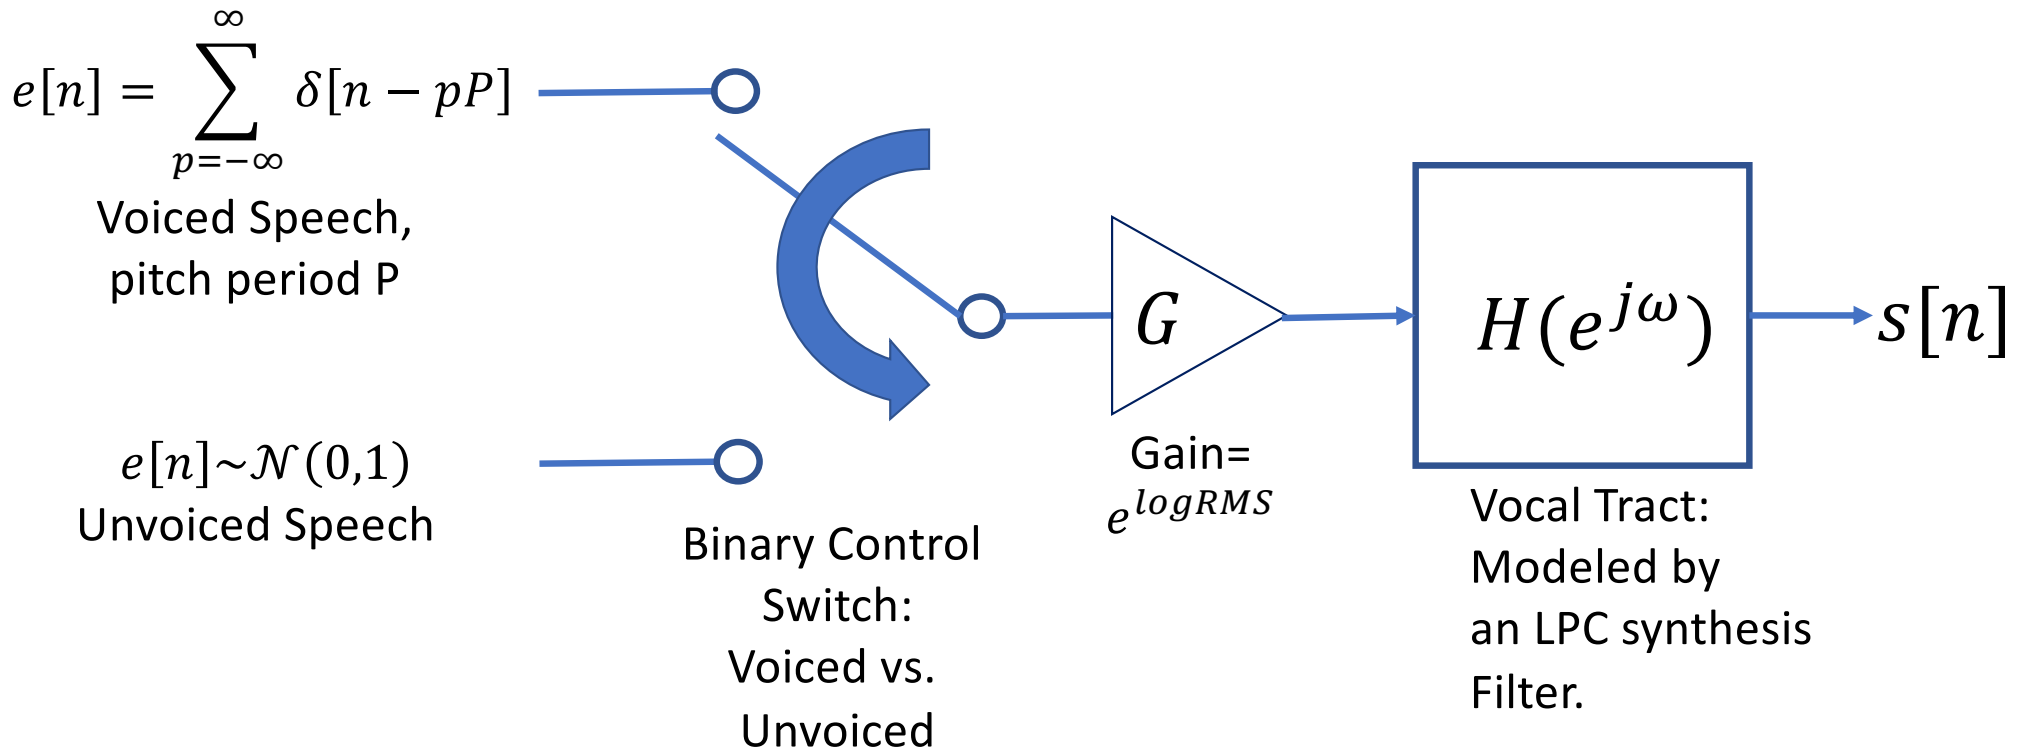 e[n] = ∑_{p=−∞}^{∞} δ[n − pP]
Voiced Speech,
pitch period P
e[n]~𝒩(0,1)
Unvoiced Speech
Binary Control
Switch:
Voiced vs.
Unvoiced
G
Gain=
e^{logRMS}
H(e^{jω})
Vocal Tract:
Modeled by
an LPC synthesis
Filter.
s[n]